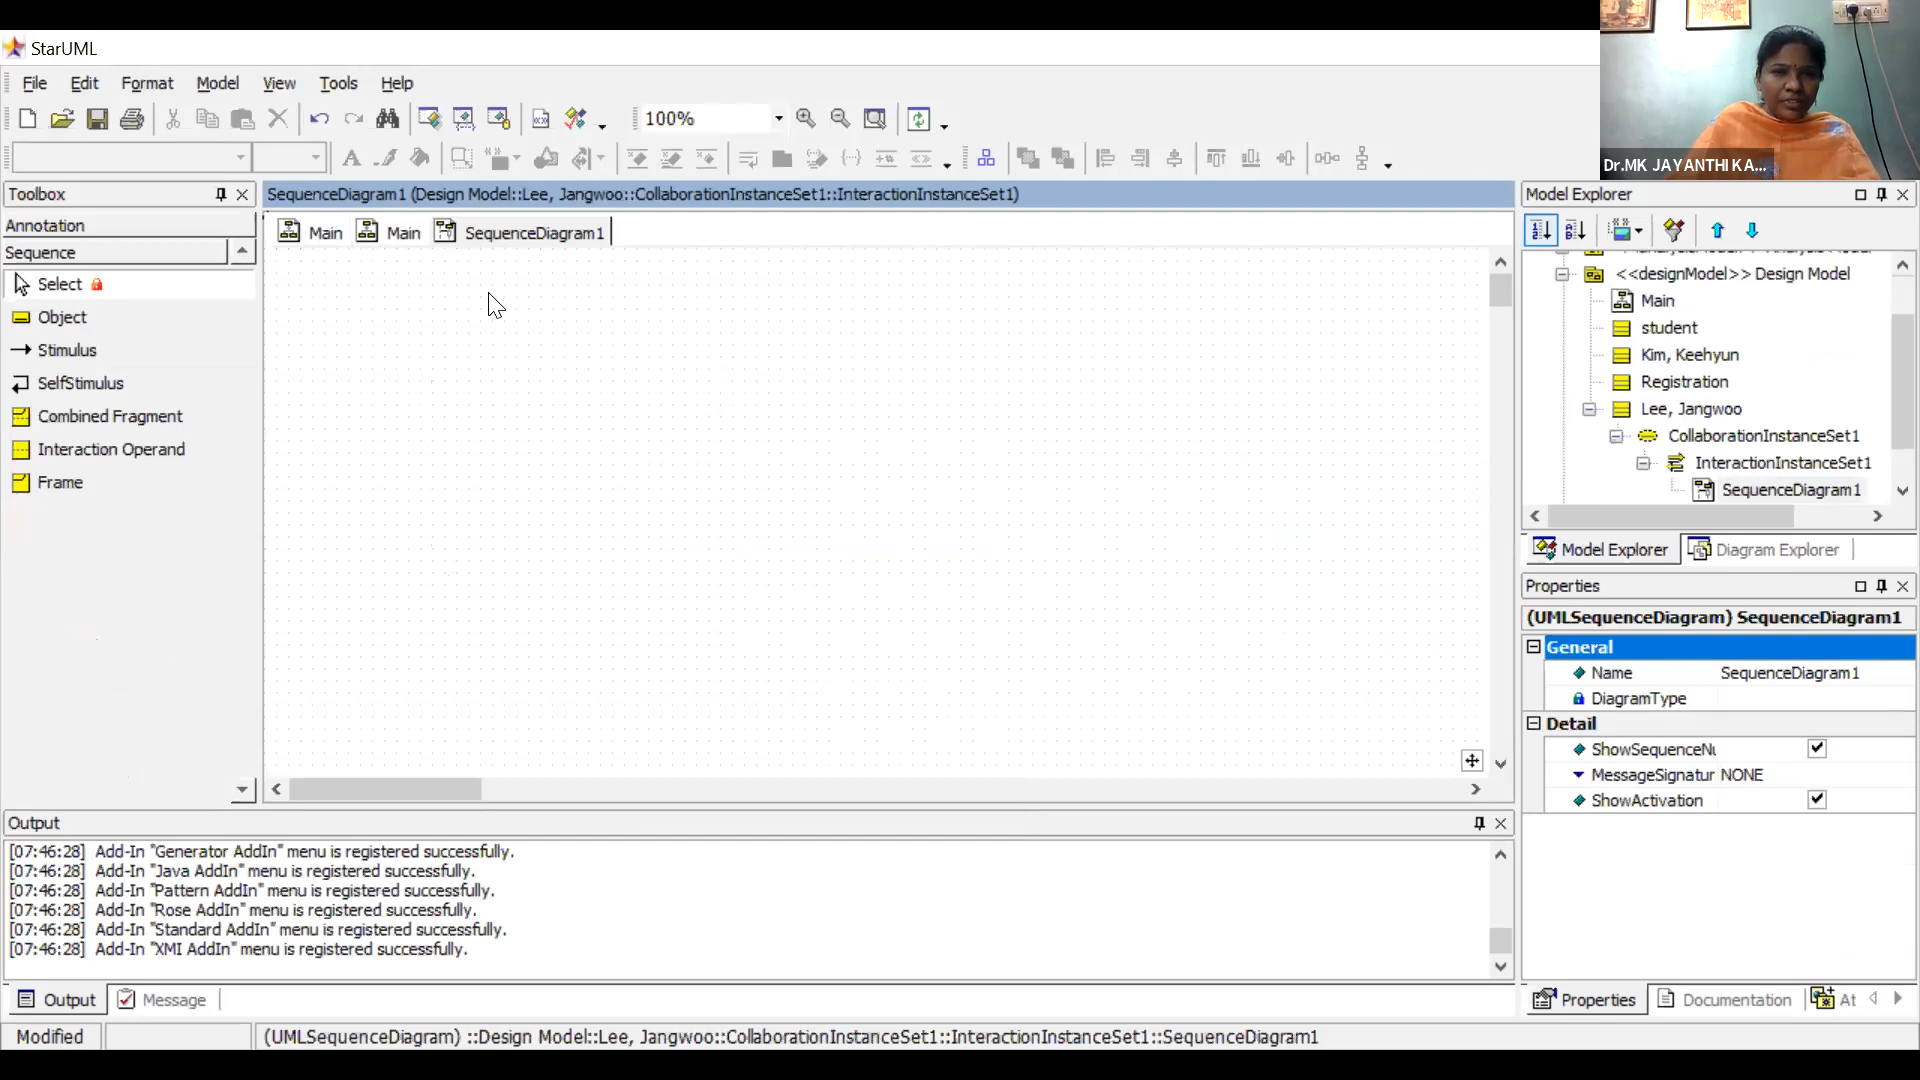 StarUML
File Edit Format Model View Tools Help
100%
Dr.MK JAYANTHI KA...
Toolbox
Annotation
Sequence
Select
Object
Stimulus
SelfStimulus
Combined Fragment
Interaction Operand
Frame
SequenceDiagram1 (Design Model::Lee, Jangwoo::CollaborationInstanceSet1::InteractionInstanceSet1)
Main Main SequenceDiagram1
Model Explorer
<<designModel>> Design Model
Main
student
Kim, Keehyun
Registration
Lee, Jangwoo
CollaborationInstanceSet1
InteractionInstanceSet1
SequenceDiagram1
Model Explorer Diagram Explorer
Properties
(UMLSequenceDiagram) SequenceDiagram1
General
Name SequenceDiagram1
DiagramType
Detail
ShowSequenceNu
MessageSignatur NONE
ShowActivation
Output
[07:46:28] Add-In "Generator AddIn" menu is registered successfully.
[07:46:28] Add-In "Java AddIn" menu is registered successfully.
[07:46:28] Add-In "Pattern AddIn" menu is registered successfully.
[07:46:28] Add-In "Rose AddIn" menu is registered successfully.
[07:46:28] Add-In "Standard AddIn" menu is registered successfully.
[07:46:28] Add-In "XMI AddIn" menu is registered successfully.
Output Message
Properties Documentation At
Modified
(UMLSequenceDiagram) ::Design Model::Lee, Jangwoo::CollaborationInstanceSet1::InteractionInstanceSet1::SequenceDiagram1